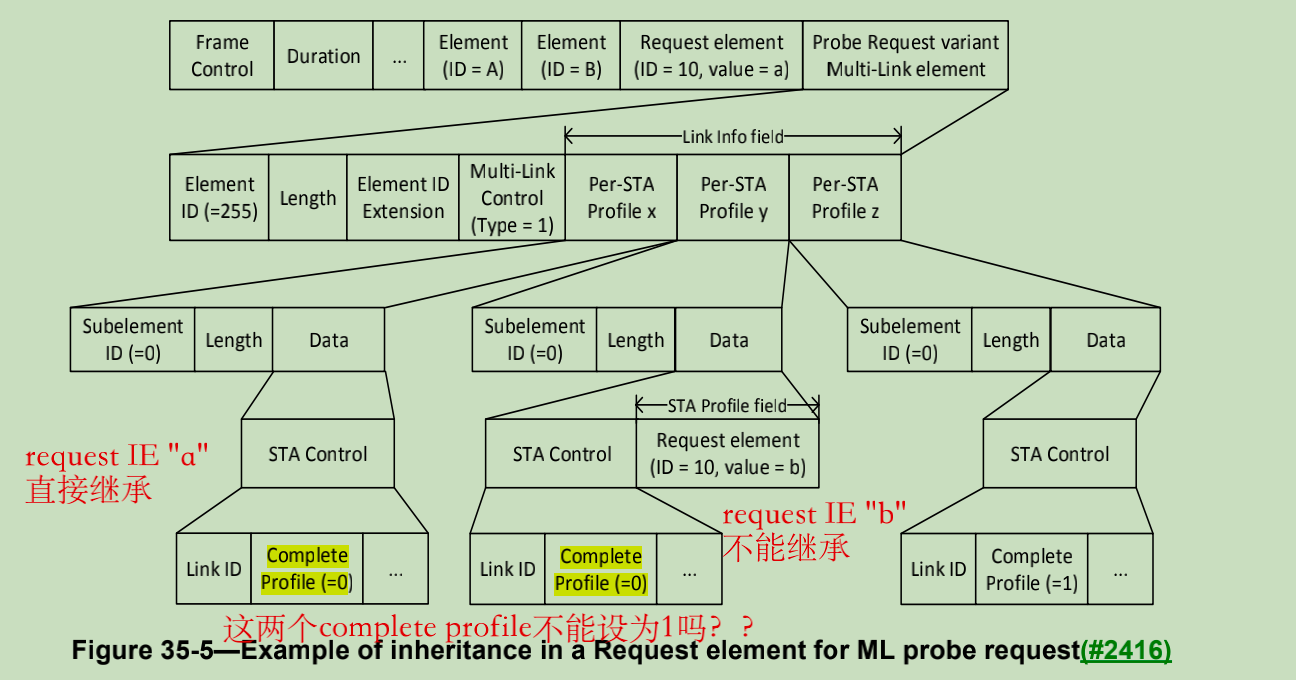 Frame Control
Duration
...
Element (ID = A)
Element (ID = B)
Request element (ID = 10, value = a)
Probe Request variant Multi-Link element
Link Info field
Element ID (=255)
Length
Element ID Extension
Multi-Link Control (Type = 1)
Per-STA Profile x
Per-STA Profile y
Per-STA Profile z
Subelement ID (=0)
Length
Data
Subelement ID (=0)
Length
Data
Subelement ID (=0)
Length
Data
STA Profile field
STA Control
STA Control
Request element (ID = 10, value = b)
STA Control
request IE "a"
直接继承
request IE "b"
不能继承
Link ID
Complete Profile (=0)
...
Link ID
Complete Profile (=0)
...
Link ID
Complete Profile (=1)
...
这两个complete profile不能设为1吗？？
Figure 35-5—Example of inheritance in a Request element for ML probe request(#2416)